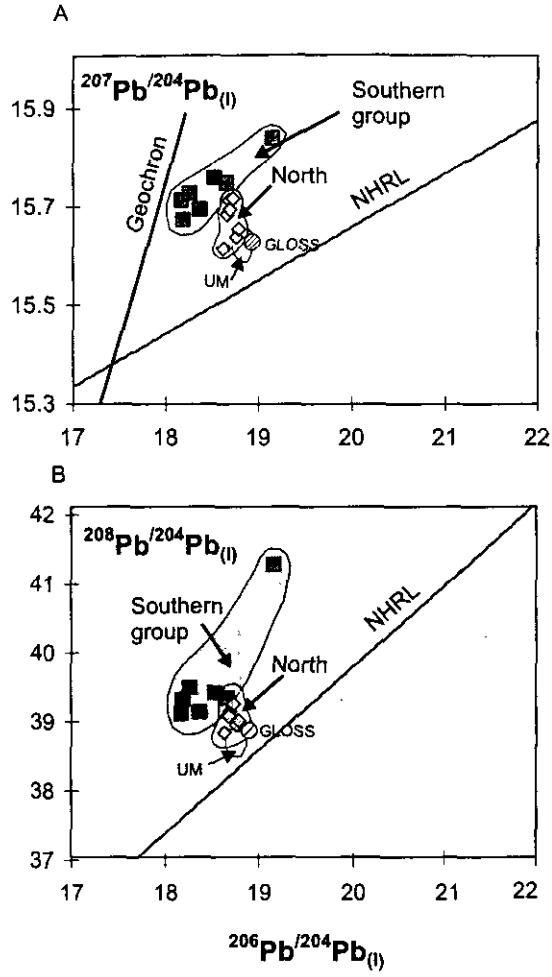 A
²⁰⁷Pb/²⁰⁴Pb(I)
Southern
group
Geochron
North
NHRL
GLOSS
UM
15.9
15.7
15.5
15.3
17 18 19 20 21 22
B
²⁰⁸Pb/²⁰⁴Pb(I)
Southern
group
NHRL
North
GLOSS
UM
42
41
40
39
38
37
17 18 19 20 21 22
²⁰⁶Pb/²⁰⁴Pb(I)